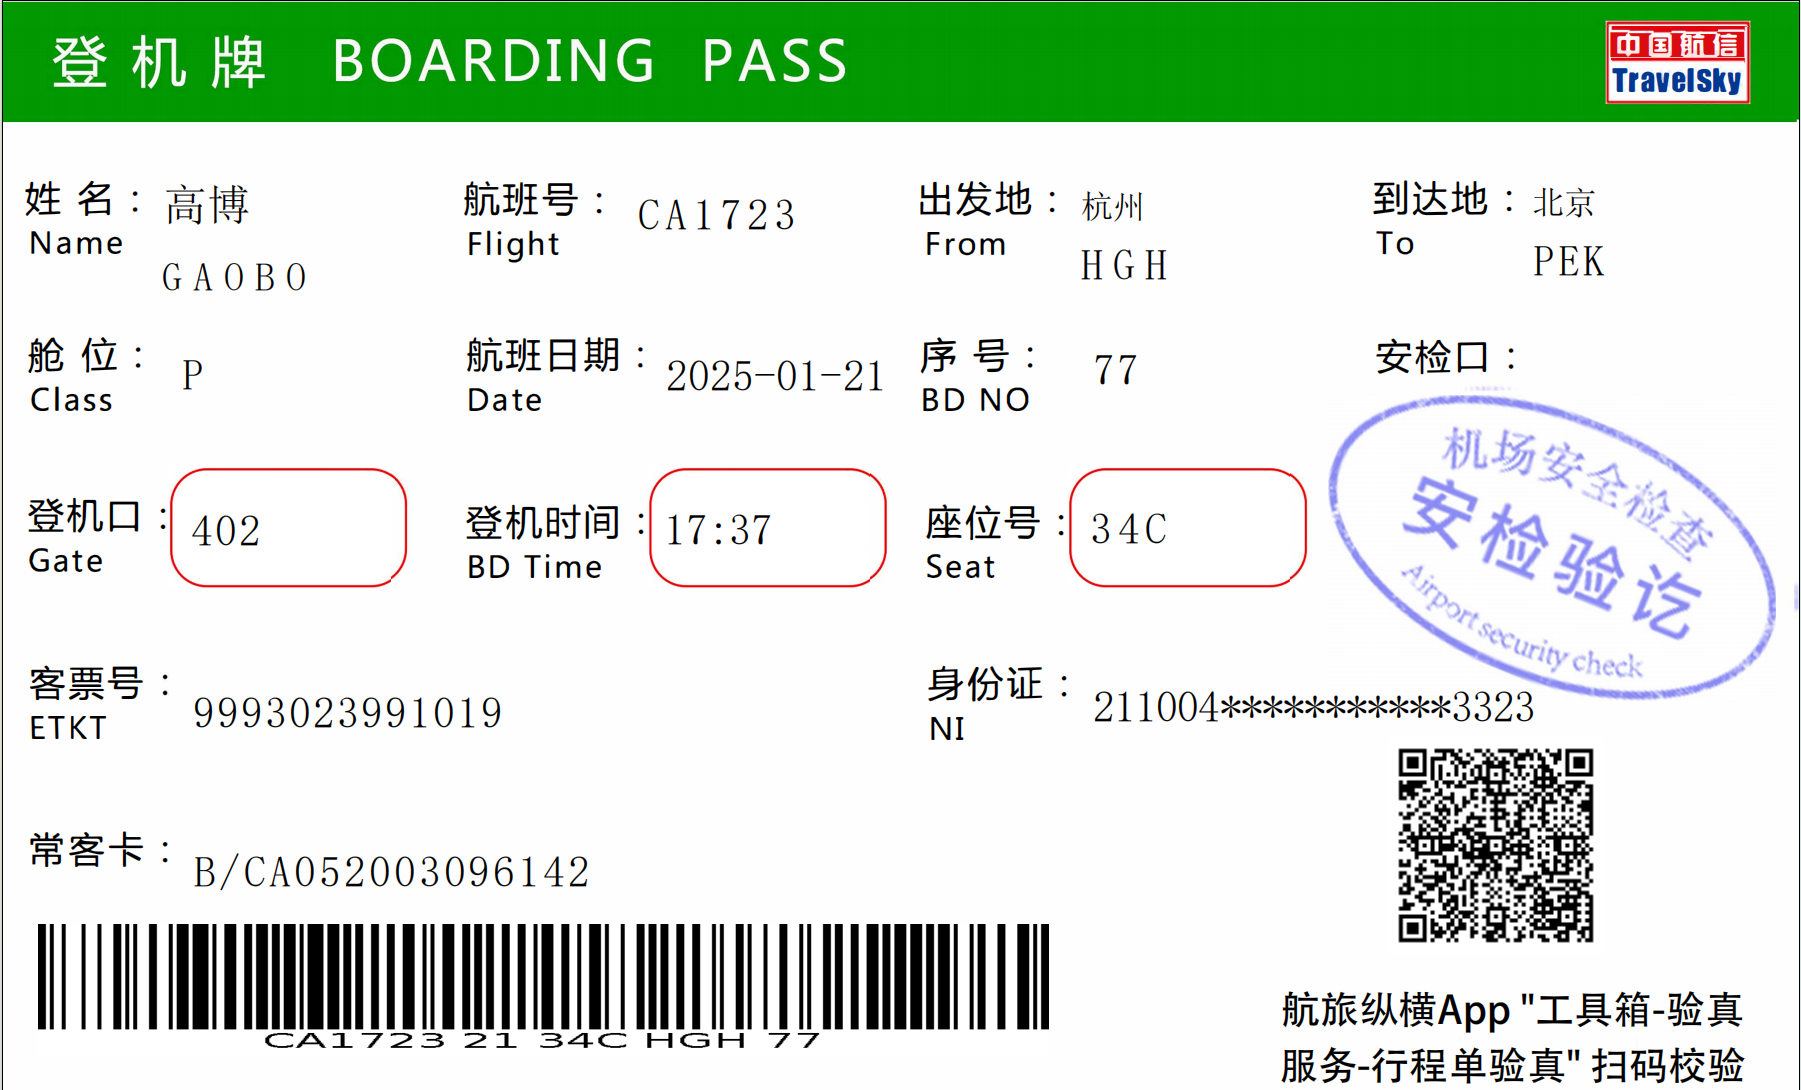 登机牌 BOARDING PASS
中国航信
TravelSky
姓名： 高博
Name
GAOBO
航班号： CA1723
Flight
出发地： 杭州
From
HGH
到达地： 北京
To
PEK
舱位： P
Class
航班日期： 2025-01-21
Date
序号： 77
BD NO
安检口：
登机口： 402
Gate
登机时间： 17:37
BD Time
座位号： 34C
Seat
机场安全检查
安检验讫
Airport security check
客票号： 9993023991019
ETKT
身份证： 211004***********3323
NI
常客卡： B/CA052003096142
CA1723 21 34C HGH 77
航旅纵横App "工具箱-验真
服务-行程单验真" 扫码校验